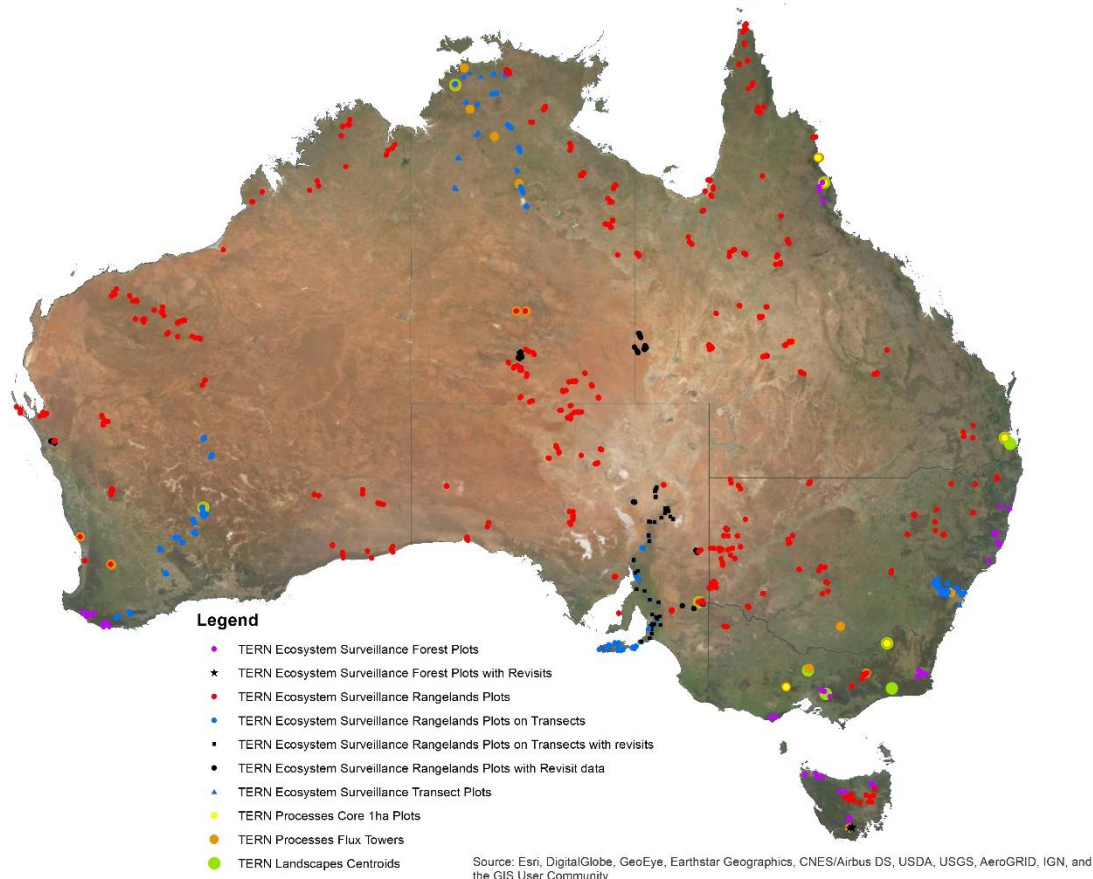 Legend
TERN Ecosystem Surveillance Forest Plots
TERN Ecosystem Surveillance Forest Plots with Revisits
TERN Ecosystem Surveillance Rangelands Plots
TERN Ecosystem Surveillance Rangelands Plots on Transects
TERN Ecosystem Surveillance Rangelands Plots on Transects with revisits
TERN Ecosystem Surveillance Rangelands Plots with Revisit data
TERN Ecosystem Surveillance Transect Plots
TERN Processes Core 1ha Plots
TERN Processes Flux Towers
TERN Landscapes Centroids
Source: Esri, DigitalGlobe, GeoEye, Earthstar Geographics, CNES/Airbus DS, USDA, USGS, AeroGRID, IGN, and
the GIS User Community